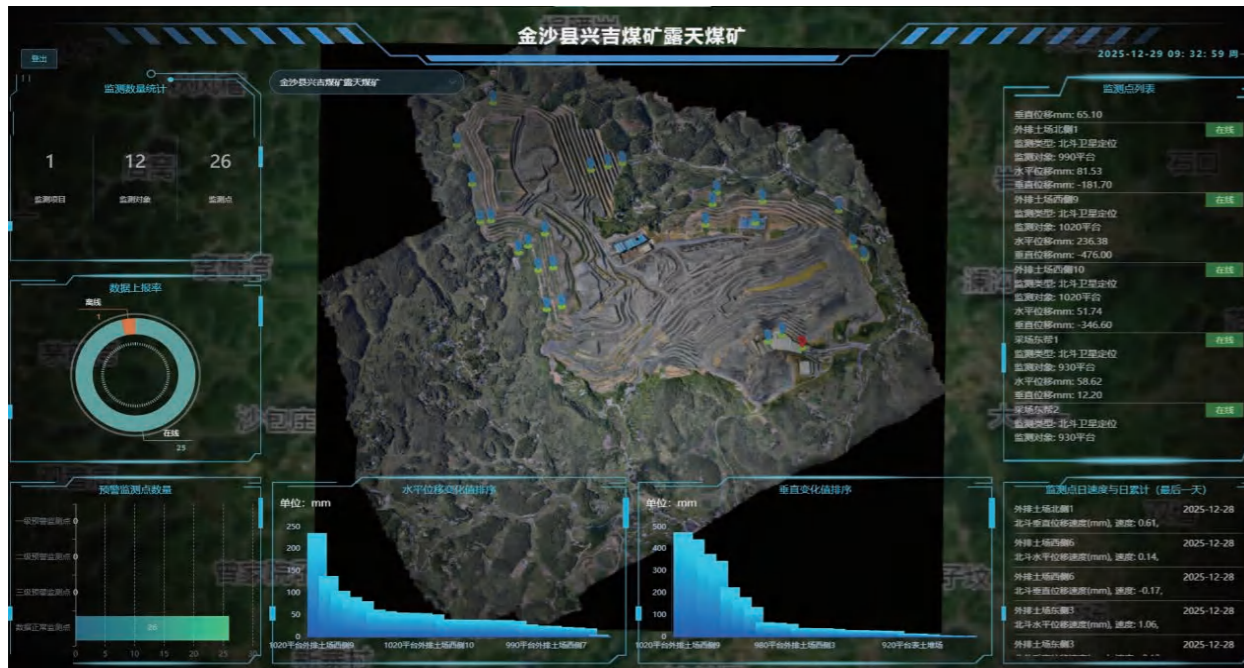 金沙县兴吉煤矿露天煤矿
登出
2025-12-29 09: 32: 59 周一
监测数量统计
1
12
26
监测项目
监测对象
监测点
金沙县兴吉煤矿露天煤矿
数据上报率
离线
1
在线
25
预警监测点数量
一级预警监测点 0
二级预警监测点 0
三级预警监测点 0
数据正常监测点
26
0 5 10 15 20 25 30
水平位移变化值排序
单位：mm
250
200
150
100
50
0
1020平台外排土场西侧9
1020平台外排土场西侧10
990平台外排土场西侧7
垂直变化值排序
单位：mm
500
400
300
200
100
0
1020平台外排土场西侧9
980平台外排土场西侧3
920平台表土堆场
监测点列表
垂直位移mm: 65.10
外排土场北侧1
在线
监测类型: 北斗卫星定位
监测对象: 990平台
水平位移mm: 81.53
垂直位移mm: -181.70
外排土场西侧9
在线
监测类型: 北斗卫星定位
监测对象: 1020平台
水平位移mm: 236.38
垂直位移mm: -476.00
外排土场西侧10
在线
监测类型: 北斗卫星定位
监测对象: 1020平台
水平位移mm: 51.74
垂直位移mm: -346.60
采场东帮1
在线
监测类型: 北斗卫星定位
监测对象: 930平台
水平位移mm: 58.62
垂直位移mm: 12.20
采场东帮2
在线
监测类型: 北斗卫星定位
监测对象: 930平台
监测点日速度与日累计（最后一天）
外排土场北侧1
2025-12-28
北斗垂直位移速度(mm), 速度: 0.61,
外排土场西侧6
2025-12-28
北斗水平位移速度(mm), 速度: 0.14,
外排土场西侧6
2025-12-28
北斗垂直位移速度(mm), 速度: -0.17,
外排土场东侧3
2025-12-28
北斗水平位移速度(mm), 速度: 1.06,
外排土场东侧3
2025-12-28
沙包座